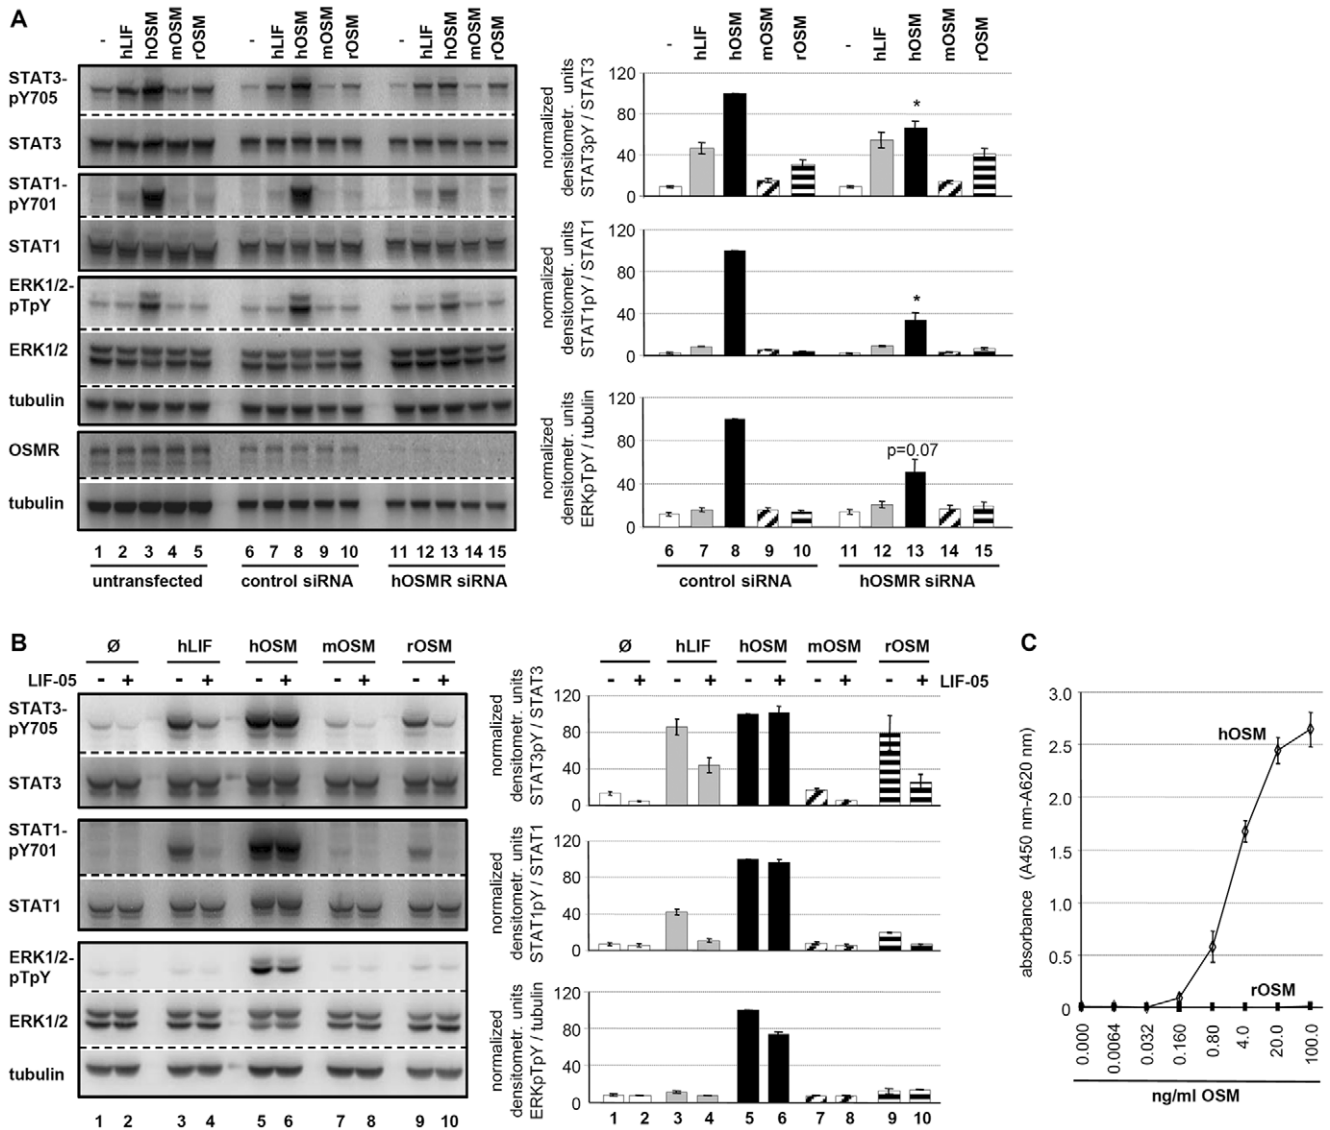 A
- hLIF hOSM mOSM rOSM - hLIF hOSM mOSM rOSM - hLIF hOSM mOSM rOSM
STAT3-
pY705
STAT3
STAT1-
pY701
STAT1
ERK1/2-
pTpY
ERK1/2
tubulin
OSMR
tubulin
1 2 3 4 5 6 7 8 9 10 11 12 13 14 15
untransfected control siRNA hOSMR siRNA
- hLIF hOSM mOSM rOSM - hLIF hOSM mOSM rOSM
normalized
densitometr. units
STAT3pY / STAT3
120
80
40
0
*
normalized
densitometr. units
STAT1pY / STAT1
120
80
40
0
*
normalized
densitometr. units
ERKpTpY / tubulin
120
80
40
0
p=0.07
6 7 8 9 10 11 12 13 14 15
control siRNA hOSMR siRNA
B
Ø hLIF hOSM mOSM rOSM
LIF-05 - + - + - + - + - +
STAT3-
pY705
STAT3
STAT1-
pY701
STAT1
ERK1/2-
pTpY
ERK1/2
tubulin
1 2 3 4 5 6 7 8 9 10
Ø hLIF hOSM mOSM rOSM
- + - + - + - + - + LIF-05
normalized
densitometr. units
STAT3pY / STAT3
120
80
40
0
normalized
densitometr. units
STAT1pY / STAT1
120
80
40
0
normalized
densitometr. units
ERKpTpY / tubulin
120
80
40
0
1 2 3 4 5 6 7 8 9 10
C
absorbance (A450 nm-A620 nm)
3.0
2.5
2.0
1.5
1.0
0.5
0
hOSM
rOSM
0.000 0.0064 0.032 0.160 0.80 4.0 20.0 100.0
ng/ml OSM